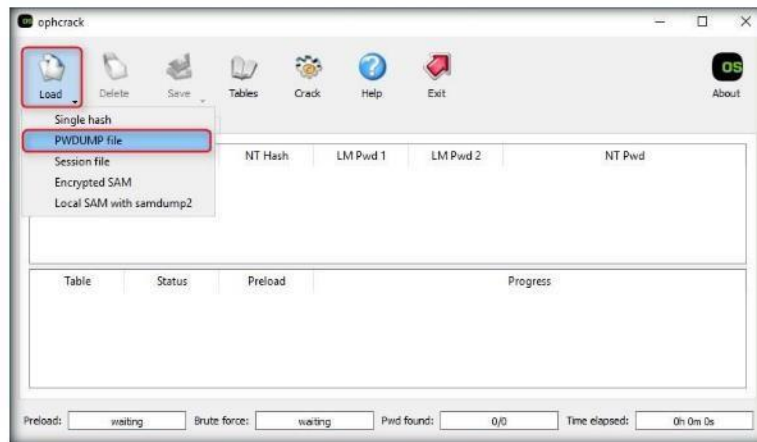 ophcrack
Load Delete Save Tables Crack Help Exit OS About
Single hash
PWDUMP file
Session file
Encrypted SAM
Local SAM with samdump2
NT Hash LM Pwd 1 LM Pwd 2 NT Pwd
Table Status Preload Progress
Preload: waiting Brute force: waiting Pwd found: 0/0 Time elapsed: 0h 0m 0s